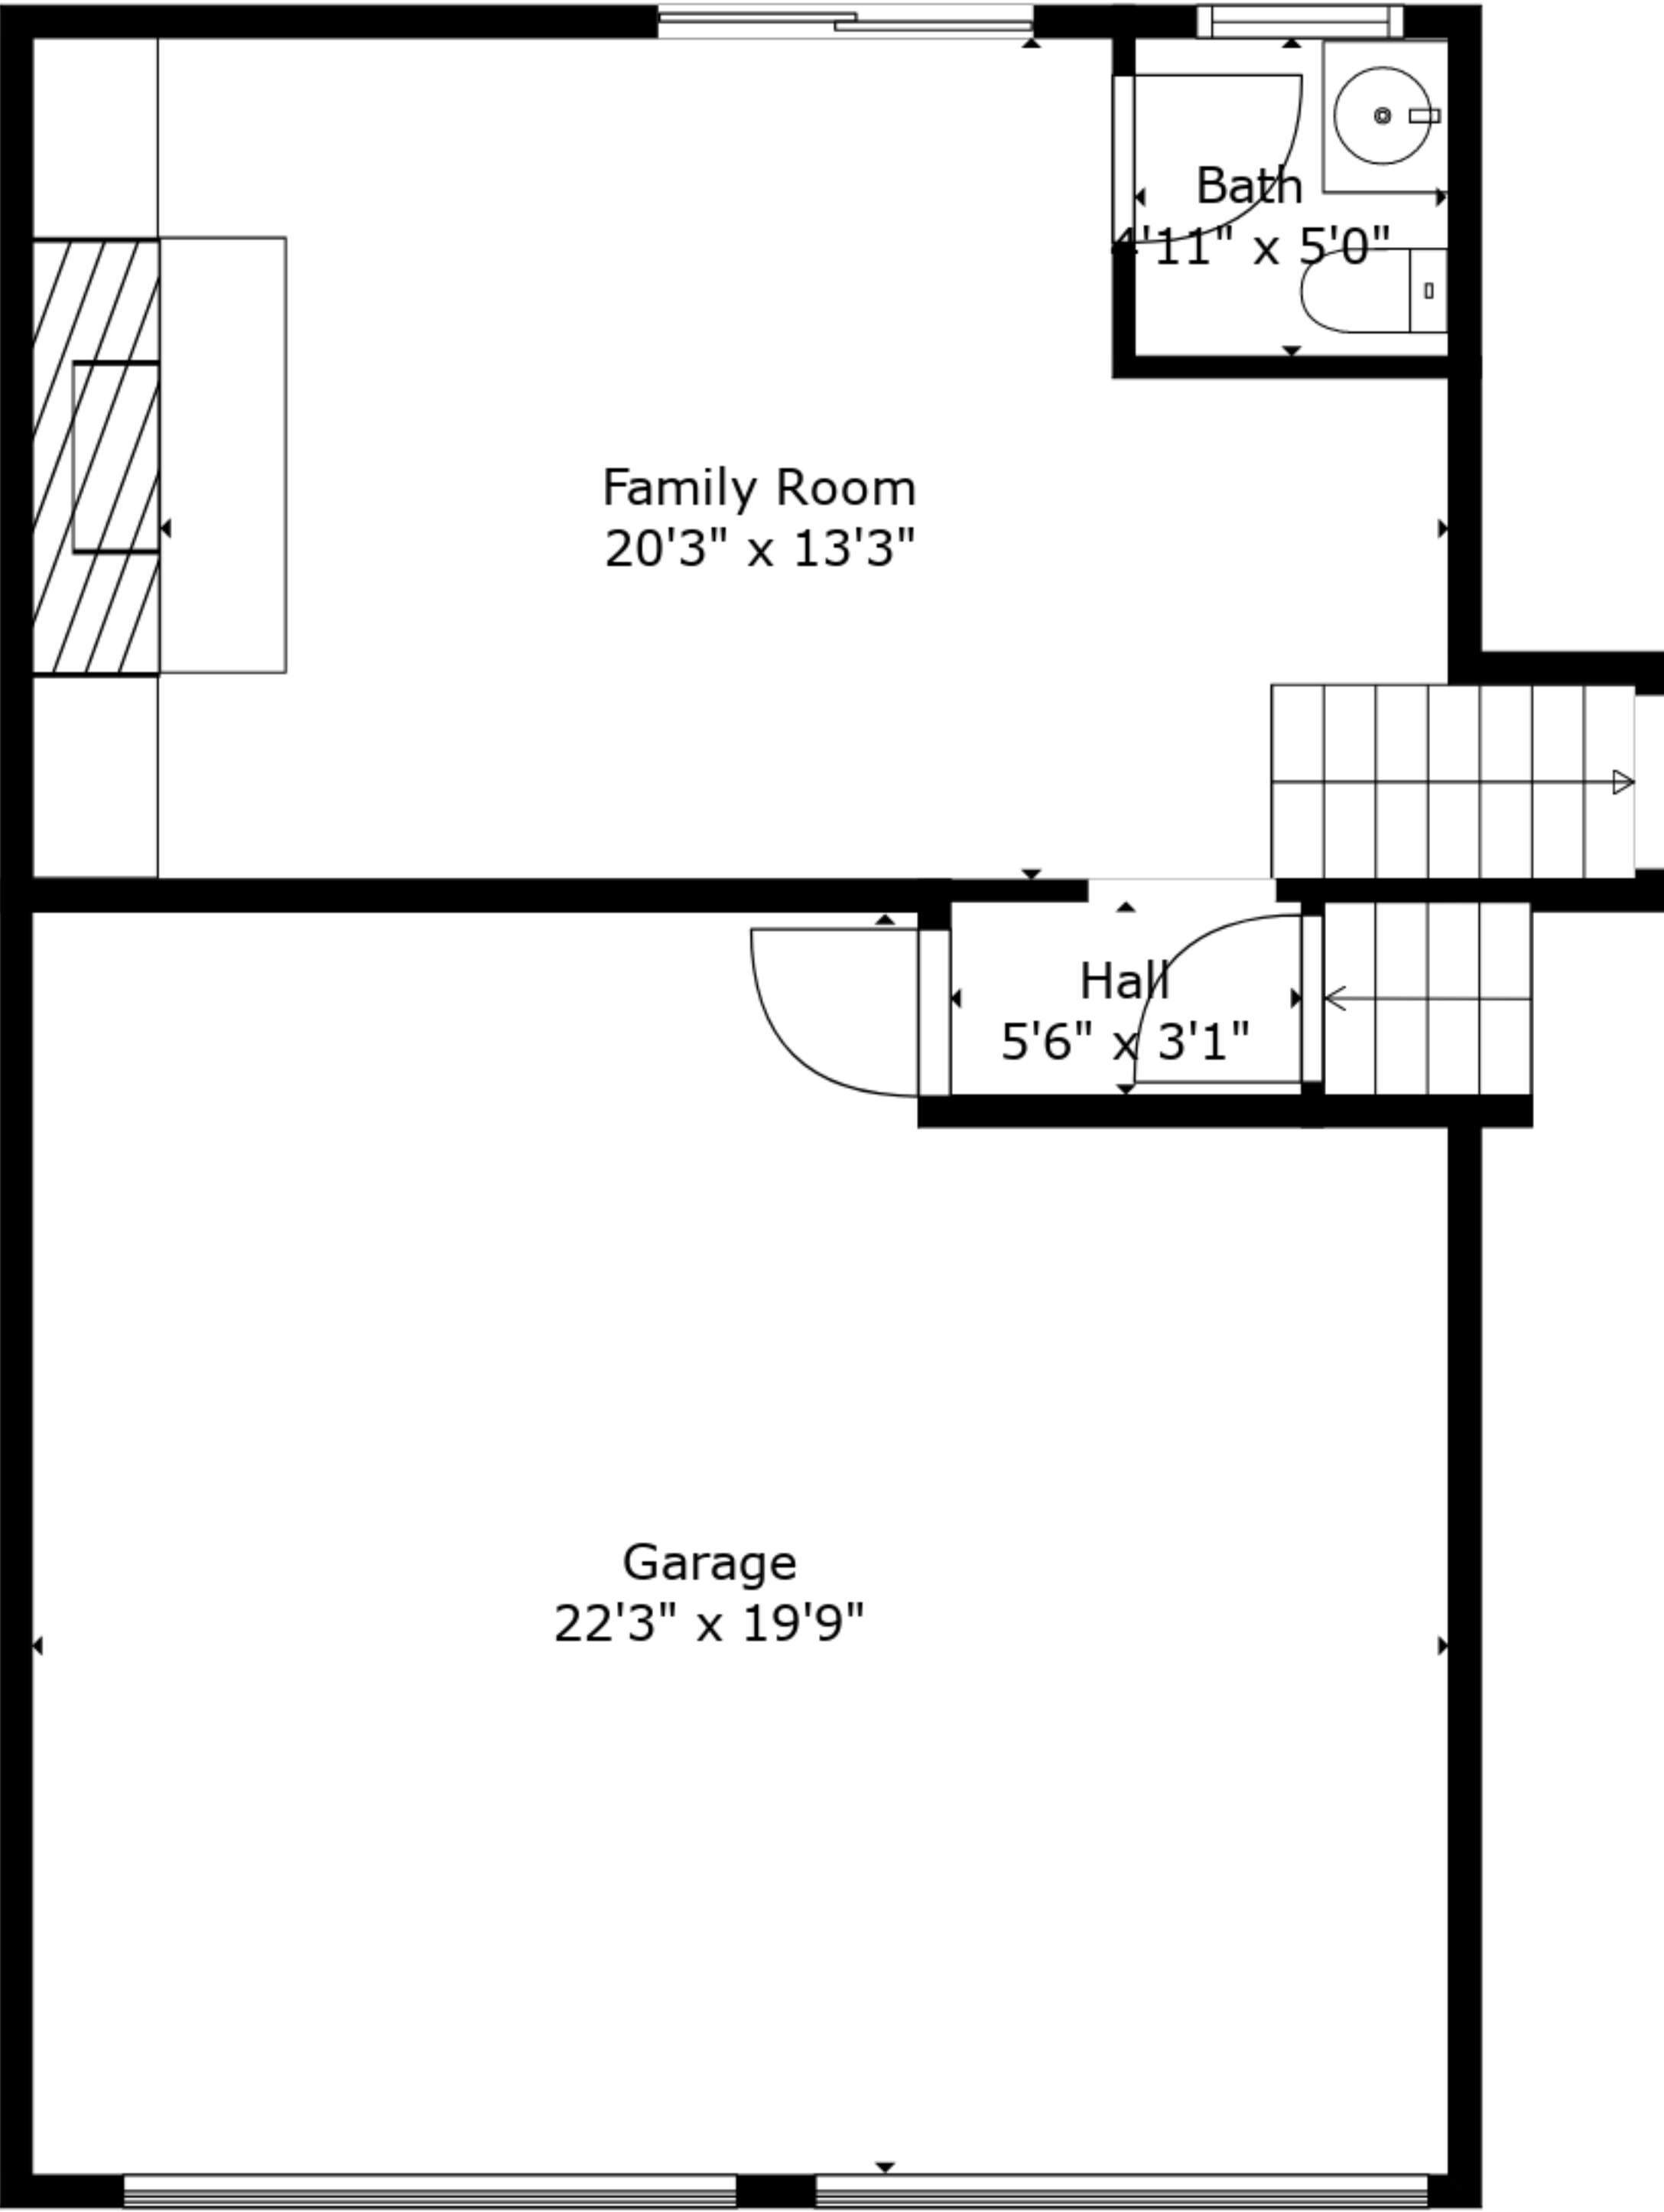 Bath
4'11" x 5'0"
Family Room
20'3" x 13'3"
Hall
5'6" x 3'1"
Garage
22'3" x 19'9"